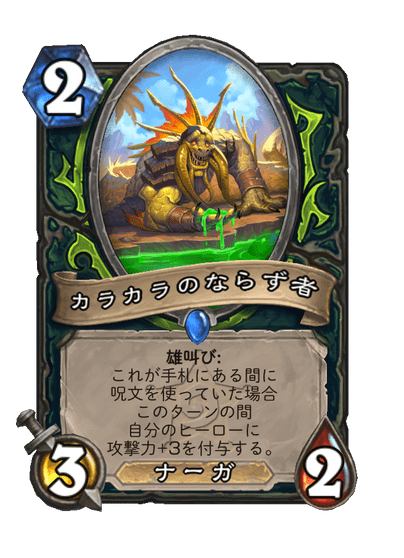 2
カラカラのならず者
雄叫び:
これが手札にある間に
呪文を使っていた場合
このターンの間
自分のヒーローに
攻撃力+3を付与する。
3
ナーガ
2